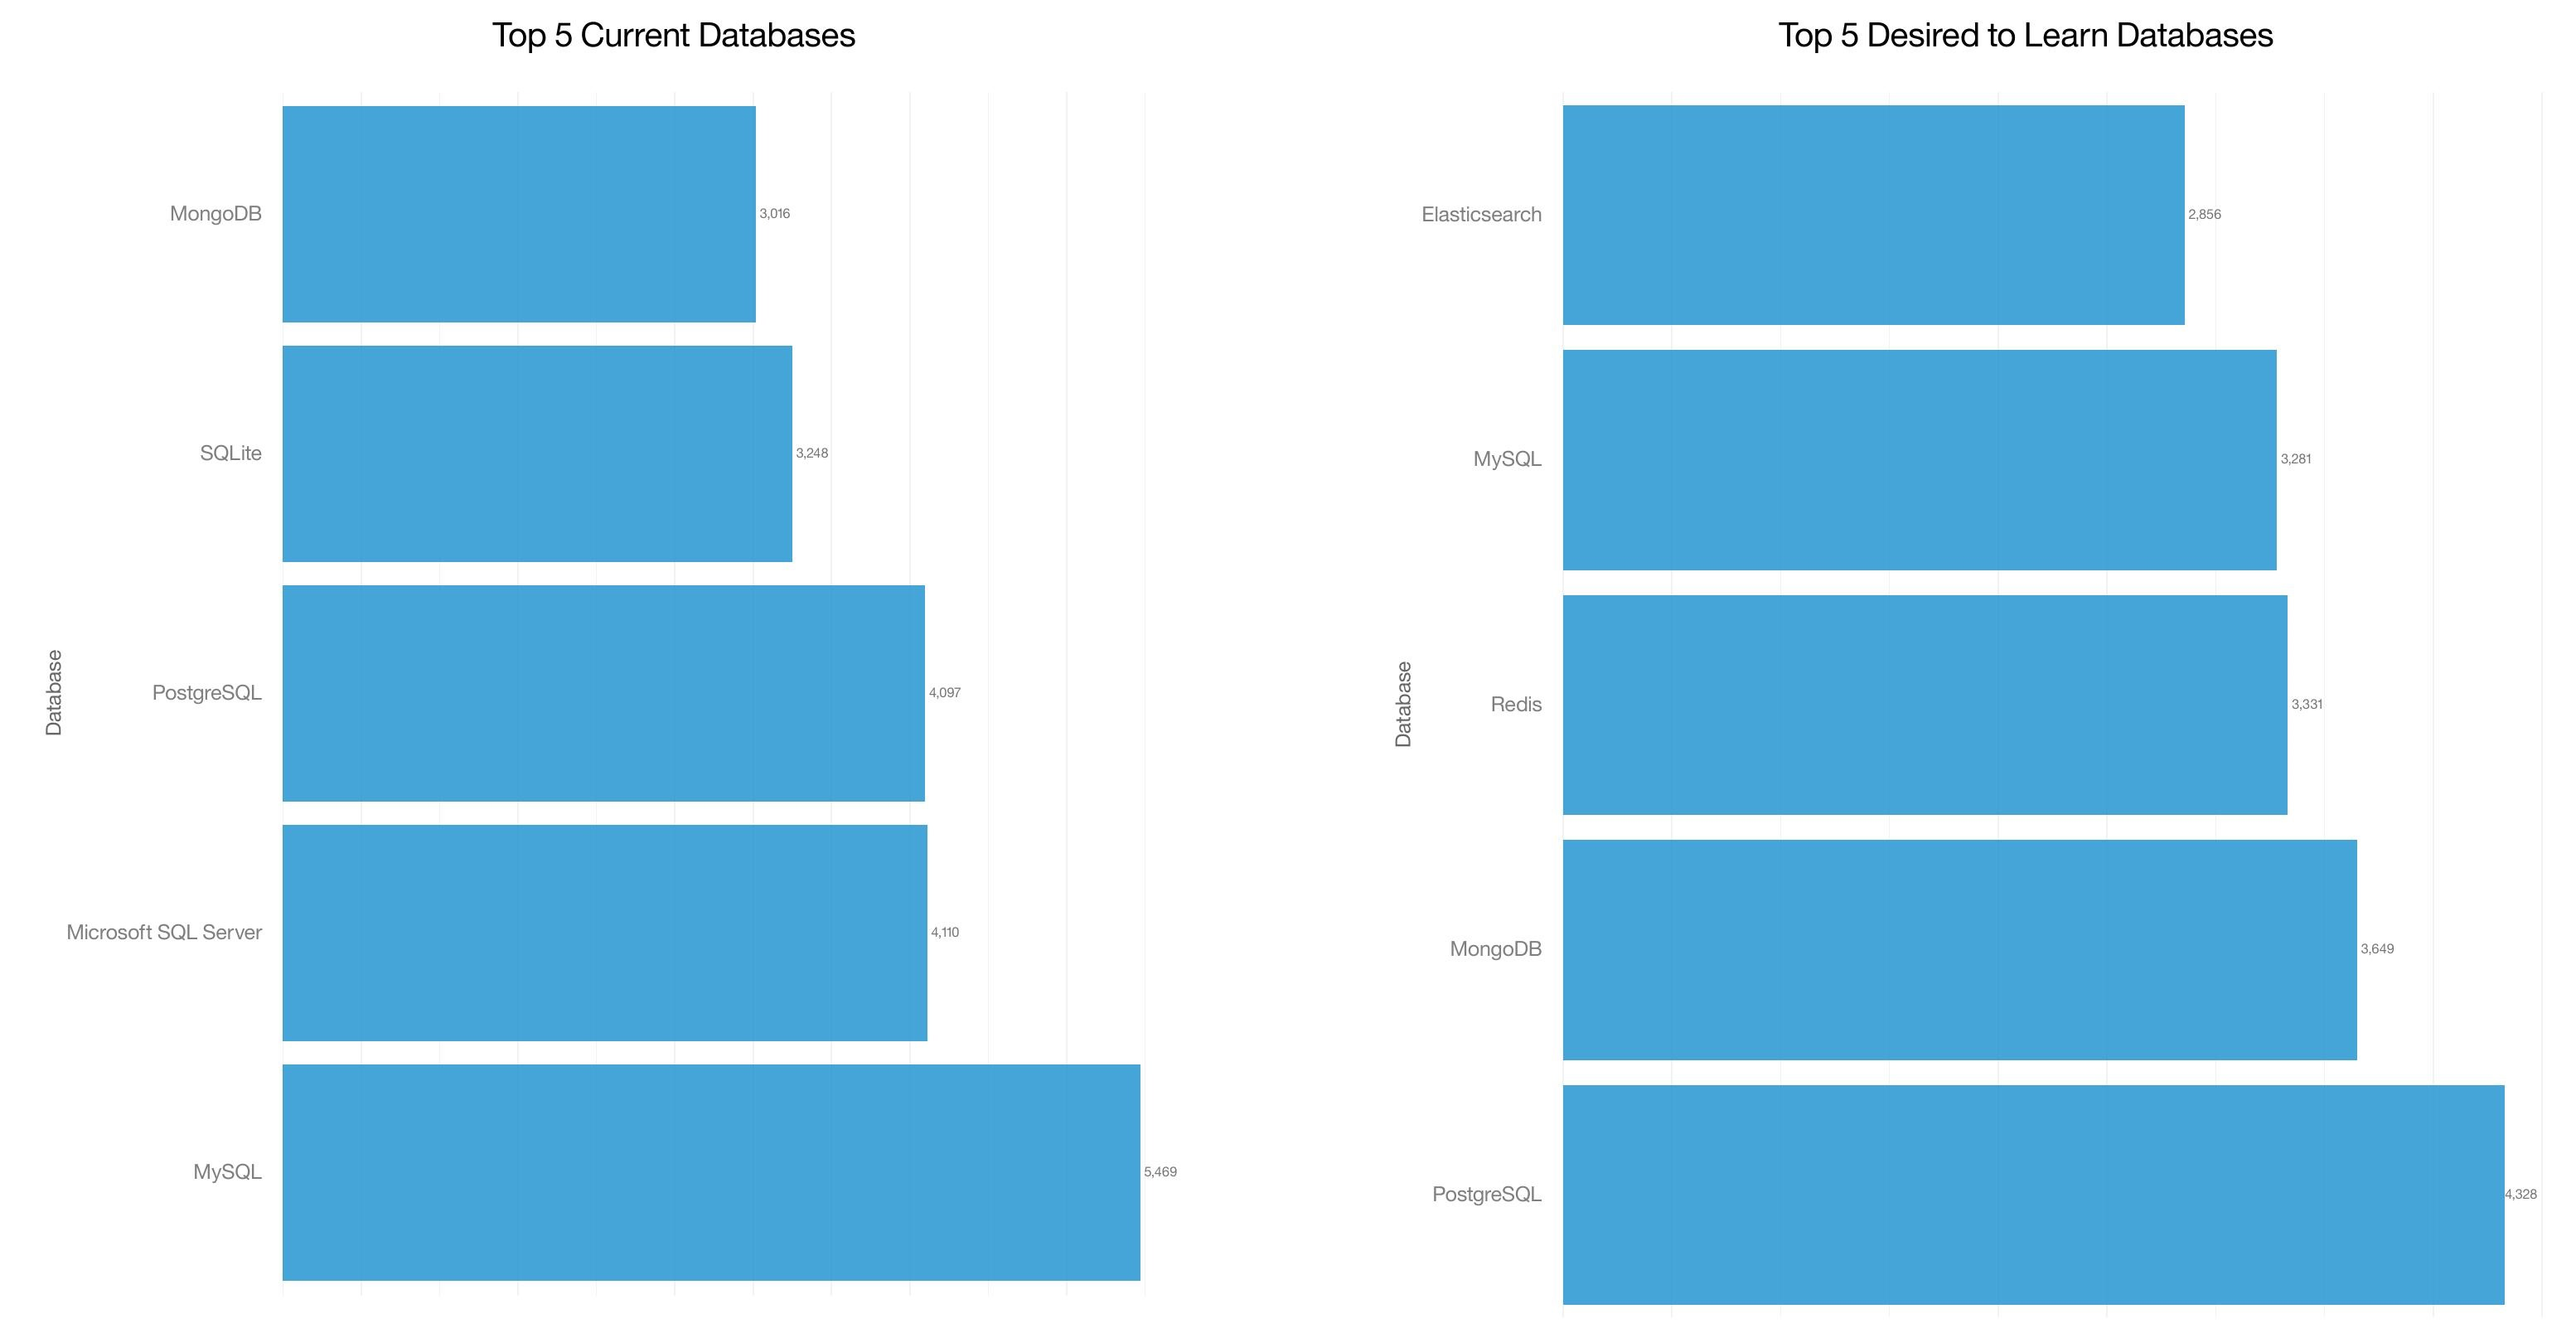 Top 5 Current Databases
Database
MongoDB
3,016
SQLite
3,248
PostgreSQL
4,097
Microsoft SQL Server
4,110
MySQL
5,469
Top 5 Desired to Learn Databases
Database
Elasticsearch
2,856
MySQL
3,281
Redis
3,331
MongoDB
3,649
PostgreSQL
4,328